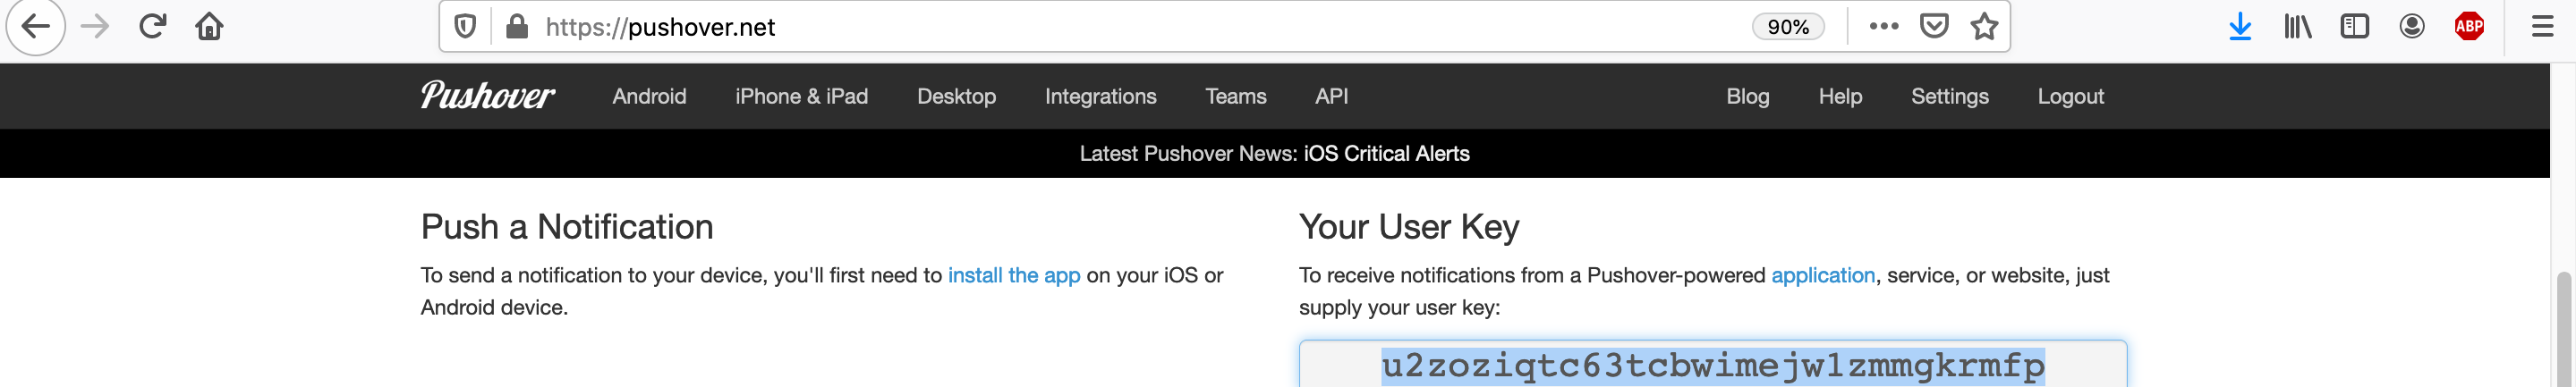 https://pushover.net 90% ABP
Pushover Android iPhone & iPad Desktop Integrations Teams API Blog Help Settings Logout
Latest Pushover News: iOS Critical Alerts
Push a Notification
To send a notification to your device, you'll first need to install the app on your iOS or
Android device.
Your User Key
To receive notifications from a Pushover-powered application, service, or website, just
supply your user key:
u2zoziqtc63tcbwimejw1zmmgkrmfp